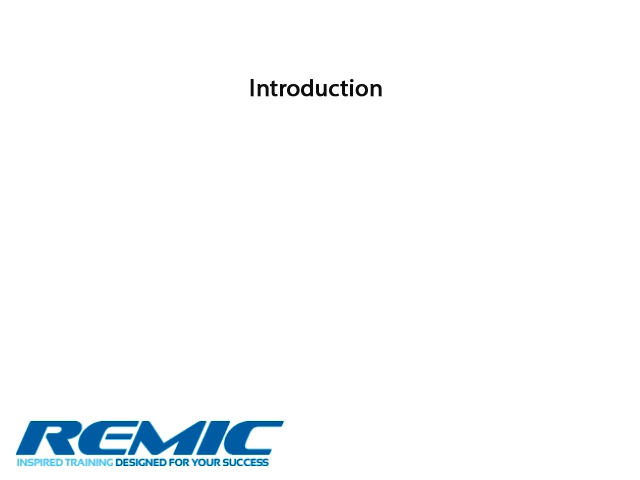 Introduction
REMIC
INSPIRED TRAINING DESIGNED FOR YOUR SUCCESS